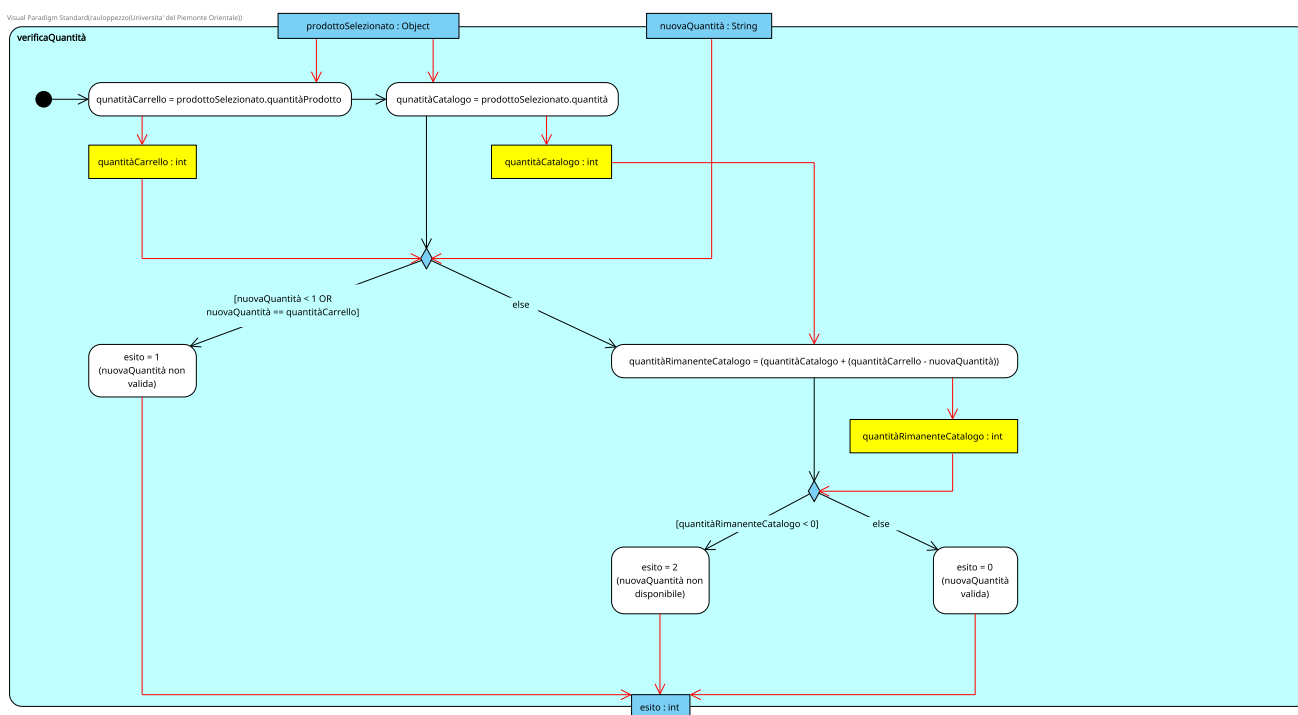 Visual Paradigm Standard(rauloppezzo(Universita' del Piemonte Orientale))
prodottoSelezionato : Object
nuovaQuantità : String
verificaQuantità
qunatitàCarrello = prodottoSelezionato.quantitàProdotto
qunatitàCatalogo = prodottoSelezionato.quantità
quantitàCarrello : int
quantitàCatalogo : int
[nuovaQuantità < 1 OR
nuovaQuantità == quantitàCarrello]
else
esito = 1
(nuovaQuantità non
valida)
quantitàRimanenteCatalogo = (quantitàCatalogo + (quantitàCarrello - nuovaQuantità))
quantitàRimanenteCatalogo : int
[quantitàRimanenteCatalogo < 0]
else
esito = 2
(nuovaQuantità non
disponibile)
esito = 0
(nuovaQuantità
valida)
esito : int